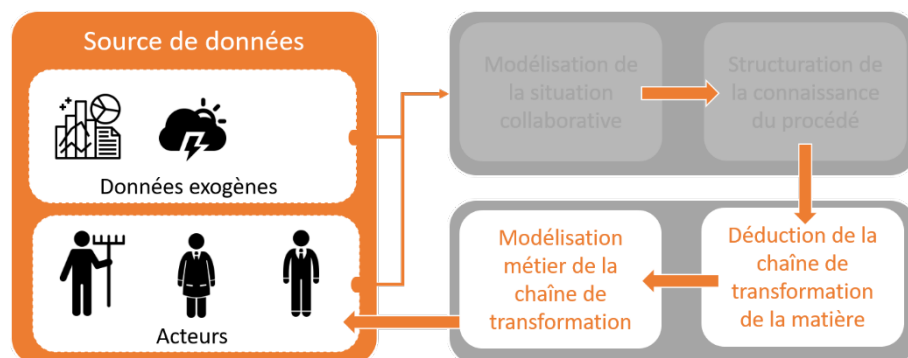 Source de données
Données exogènes
Acteurs
Modélisation de
la situation
collaborative
Structuration de
la connaissance
du procédé
Modélisation
métier de la
chaîne de
transformation
Déduction de la
chaîne de
transformation
de la matière